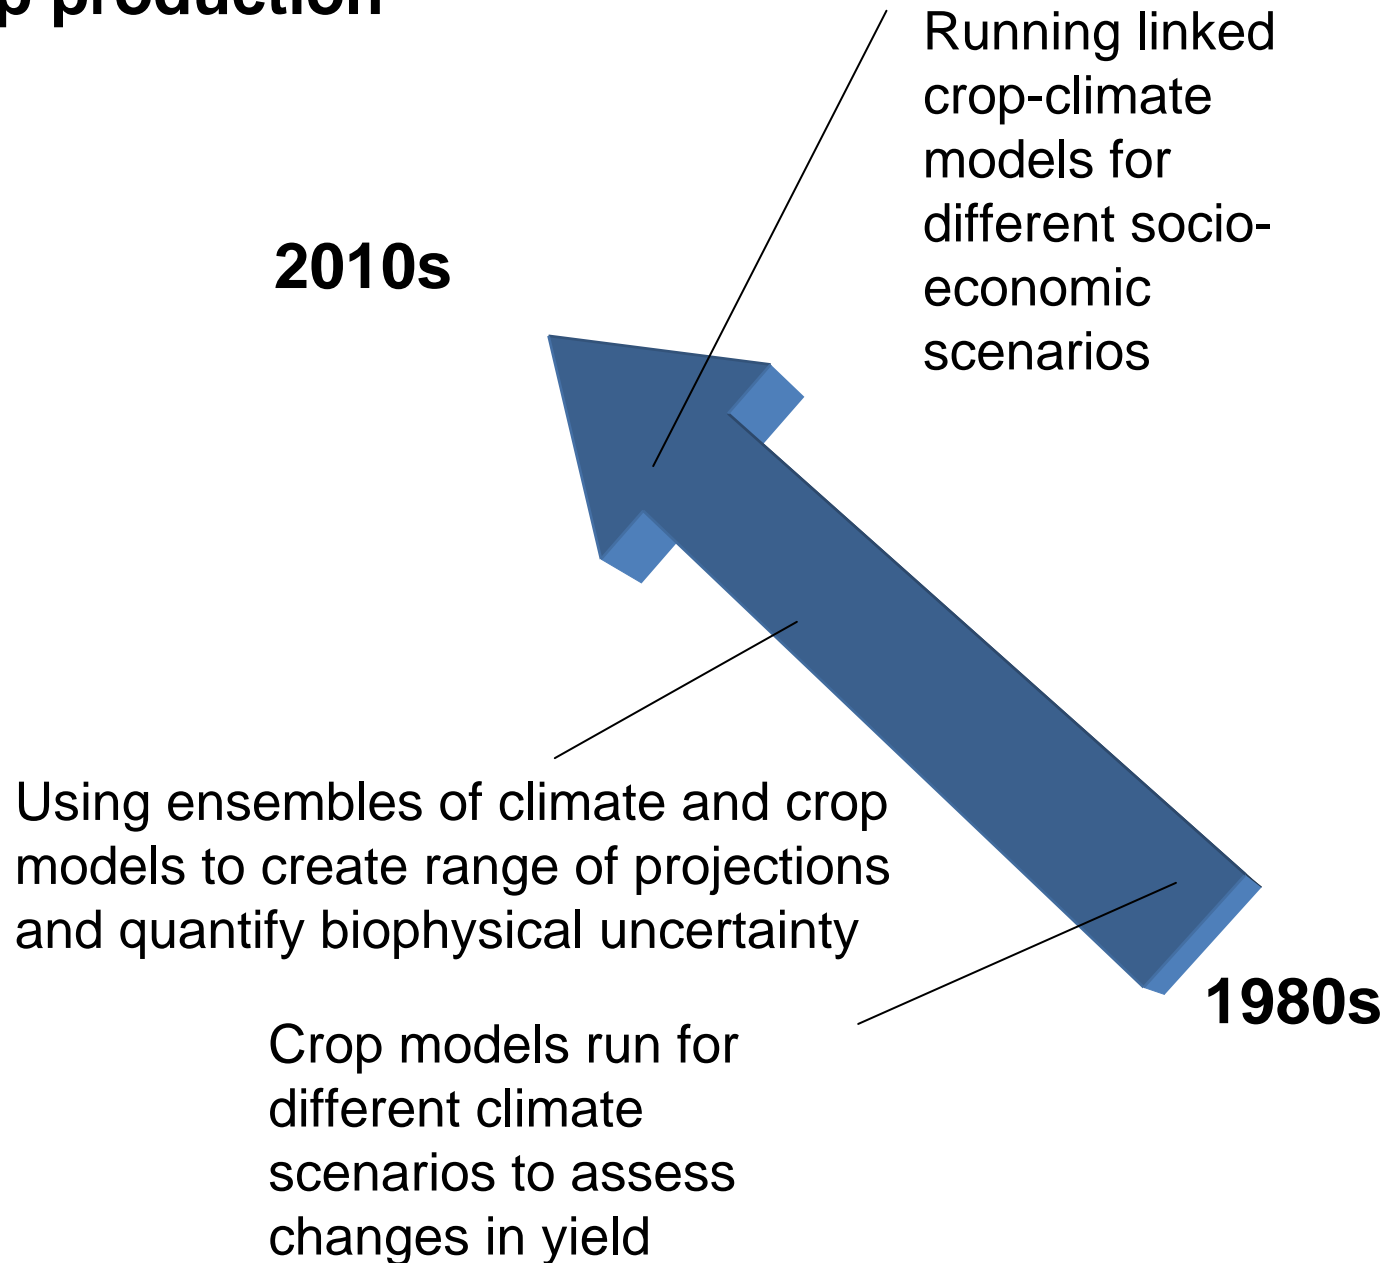 p production
Running linked
crop-climate
models for
different socio-
economic
scenarios
2010s
Using ensembles of climate and crop
models to create range of projections
and quantify biophysical uncertainty
1980s
Crop models run for
different climate
scenarios to assess
changes in yield